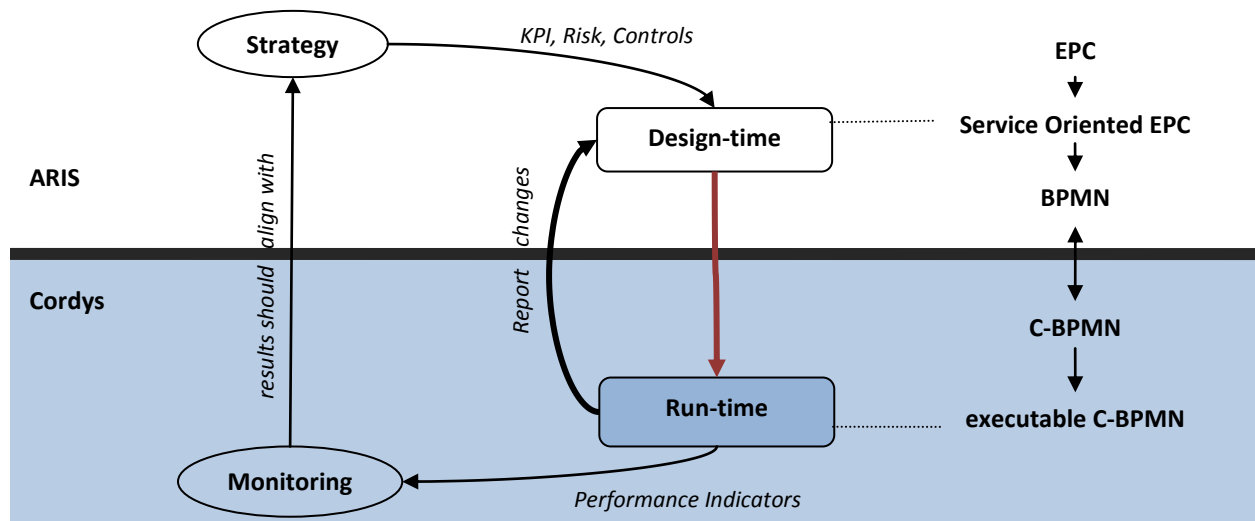 Strategy
KPI, Risk, Controls
EPC
Design-time
Service Oriented EPC
ARIS
BPMN
results should align with
Report changes
Cordys
C-BPMN
Run-time
executable C-BPMN
Monitoring
Performance Indicators